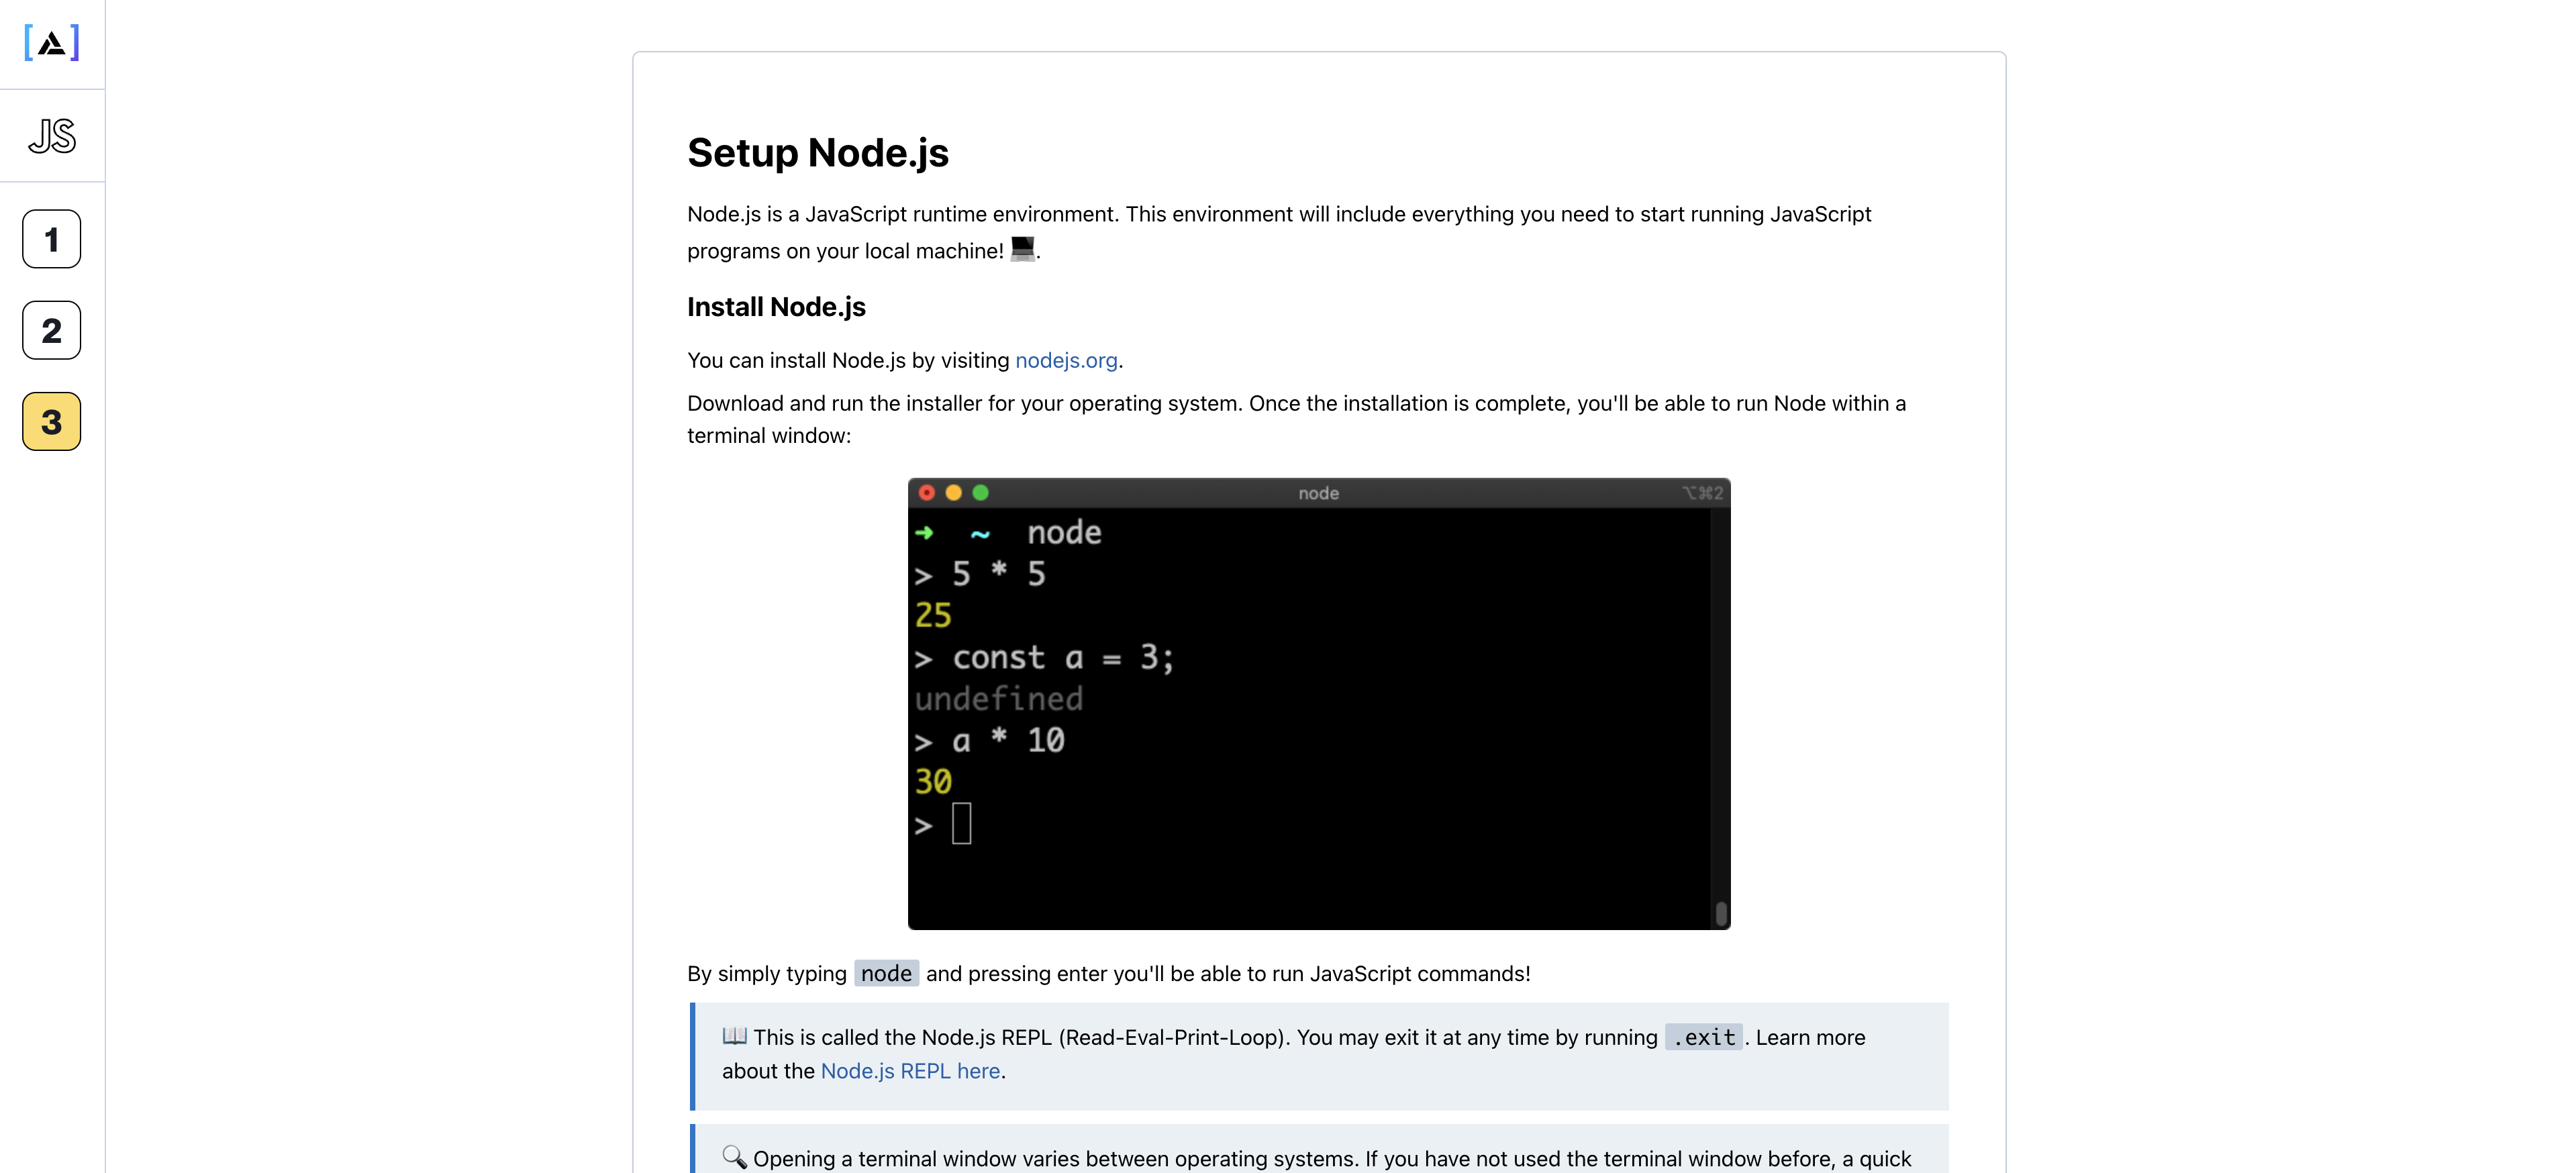 JS
1
2
3
Setup Node.js
Node.js is a JavaScript runtime environment. This environment will include everything you need to start running JavaScript
programs on your local machine! 💻.
Install Node.js
You can install Node.js by visiting nodejs.org.
Download and run the installer for your operating system. Once the installation is complete, you'll be able to run Node within a
terminal window:
node ⌥⌘2
➜ ~ node
> 5 * 5
25
> const a = 3;
undefined
> a * 10
30
>
By simply typing node and pressing enter you'll be able to run JavaScript commands!
📖 This is called the Node.js REPL (Read-Eval-Print-Loop). You may exit it at any time by running .exit. Learn more
about the Node.js REPL here.
🔍 Opening a terminal window varies between operating systems. If you have not used the terminal window before, a quick